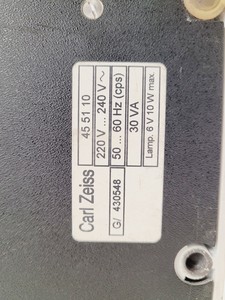 Carl Zeiss
G/ 430548
45 51 10
220 V ... 240 V ~
50 ... 60 Hz (cps)
30 VA
Lamp. 6 V 10 W max.